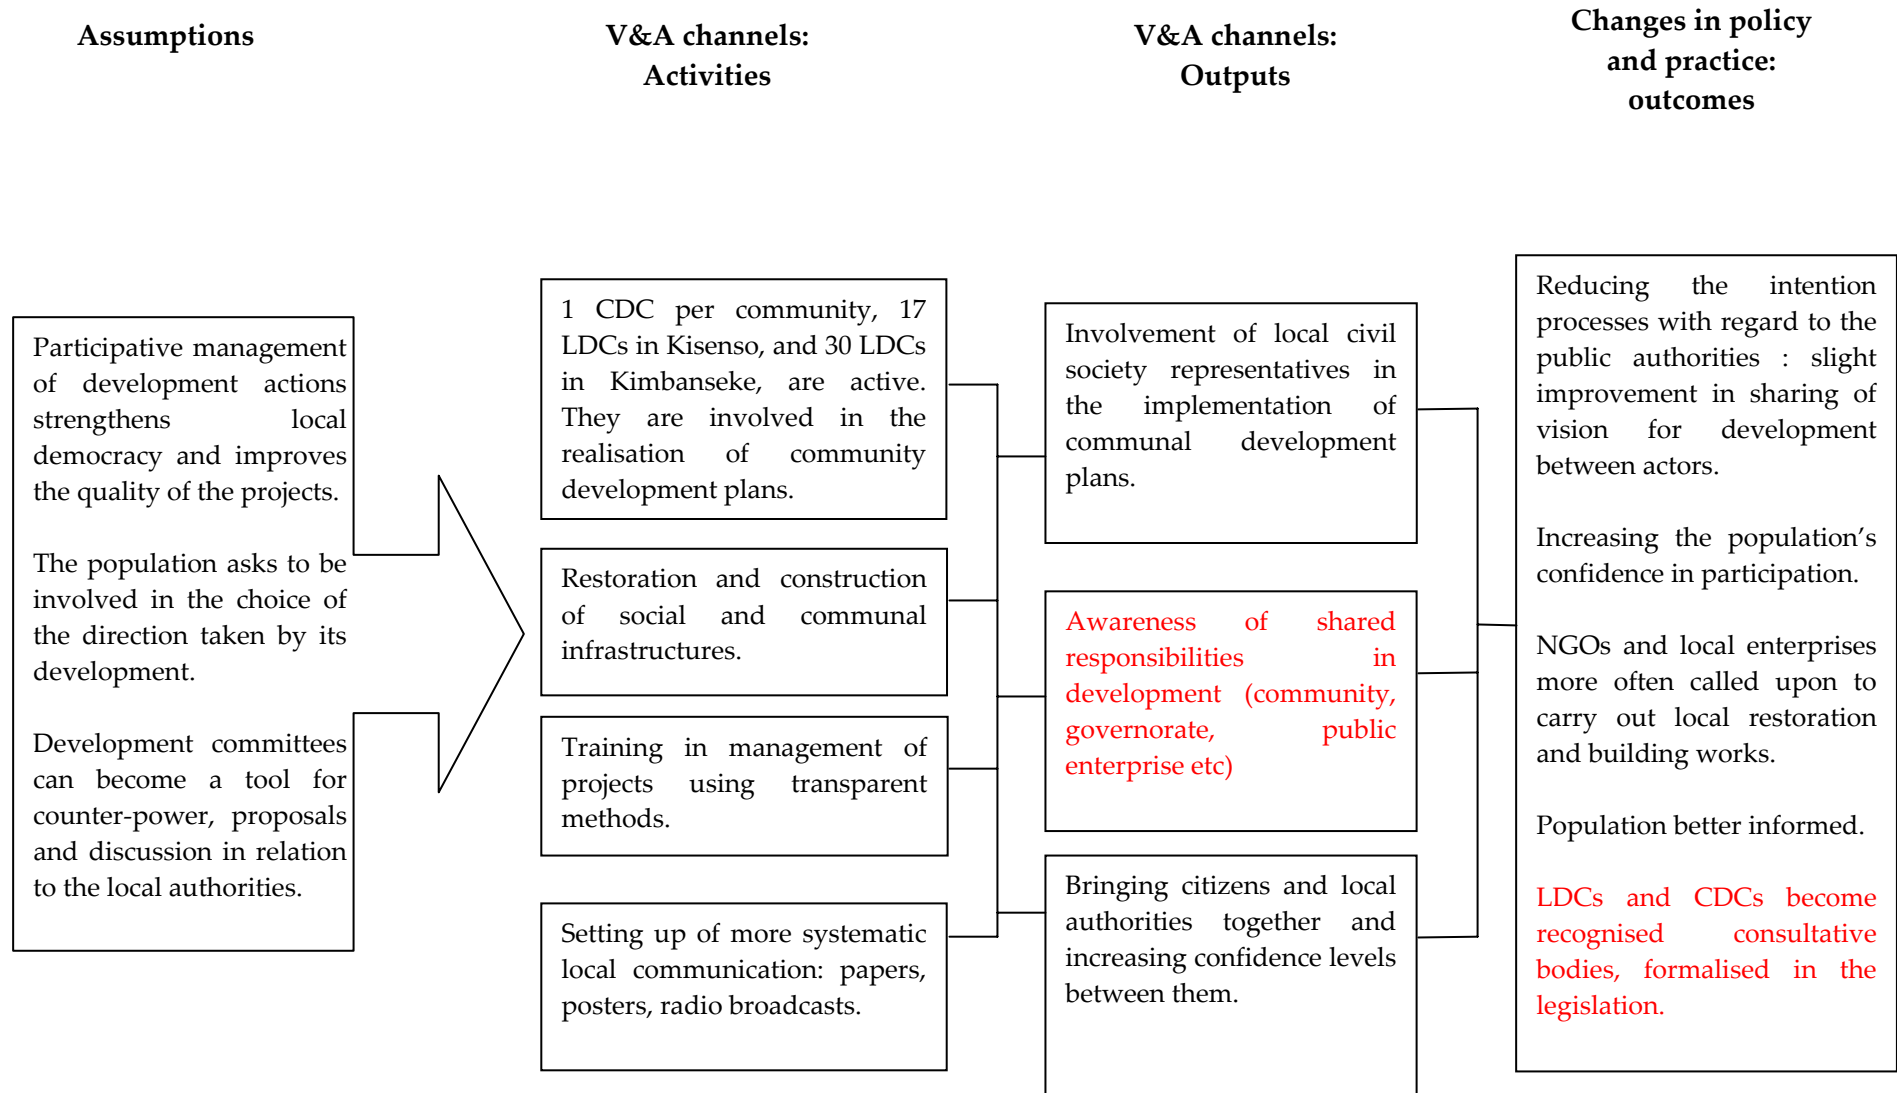 Assumptions
V&A channels:
Activities
V&A channels:
Outputs
Changes in policy
and practice:
outcomes
Participative management
of development actions
strengthens local
democracy and improves
the quality of the projects.
The population asks to be
involved in the choice of
the direction taken by its
development.
Development committees
can become a tool for
counter-power, proposals
and discussion in relation
to the local authorities.
1 CDC per community, 17
LDCs in Kisenso, and 30 LDCs
in Kimbanseke, are active.
They are involved in the
realisation of community
development plans.
Restoration and construction
of social and communal
infrastructures.
Training in management of
projects using transparent
methods.
Setting up of more systematic
local communication: papers,
posters, radio broadcasts.
Involvement of local civil
society representatives in
the implementation of
communal development
plans.
Awareness of shared
responsibilities in
development (community,
governorate, public
enterprise etc)
Bringing citizens and local
authorities together and
increasing confidence levels
between them.
Reducing the intention
processes with regard to the
public authorities : slight
improvement in sharing of
vision for development
between actors.
Increasing the population’s
confidence in participation.
NGOs and local enterprises
more often called upon to
carry out local restoration
and building works.
Population better informed.
LDCs and CDCs become
recognised consultative
bodies, formalised in the
legislation.